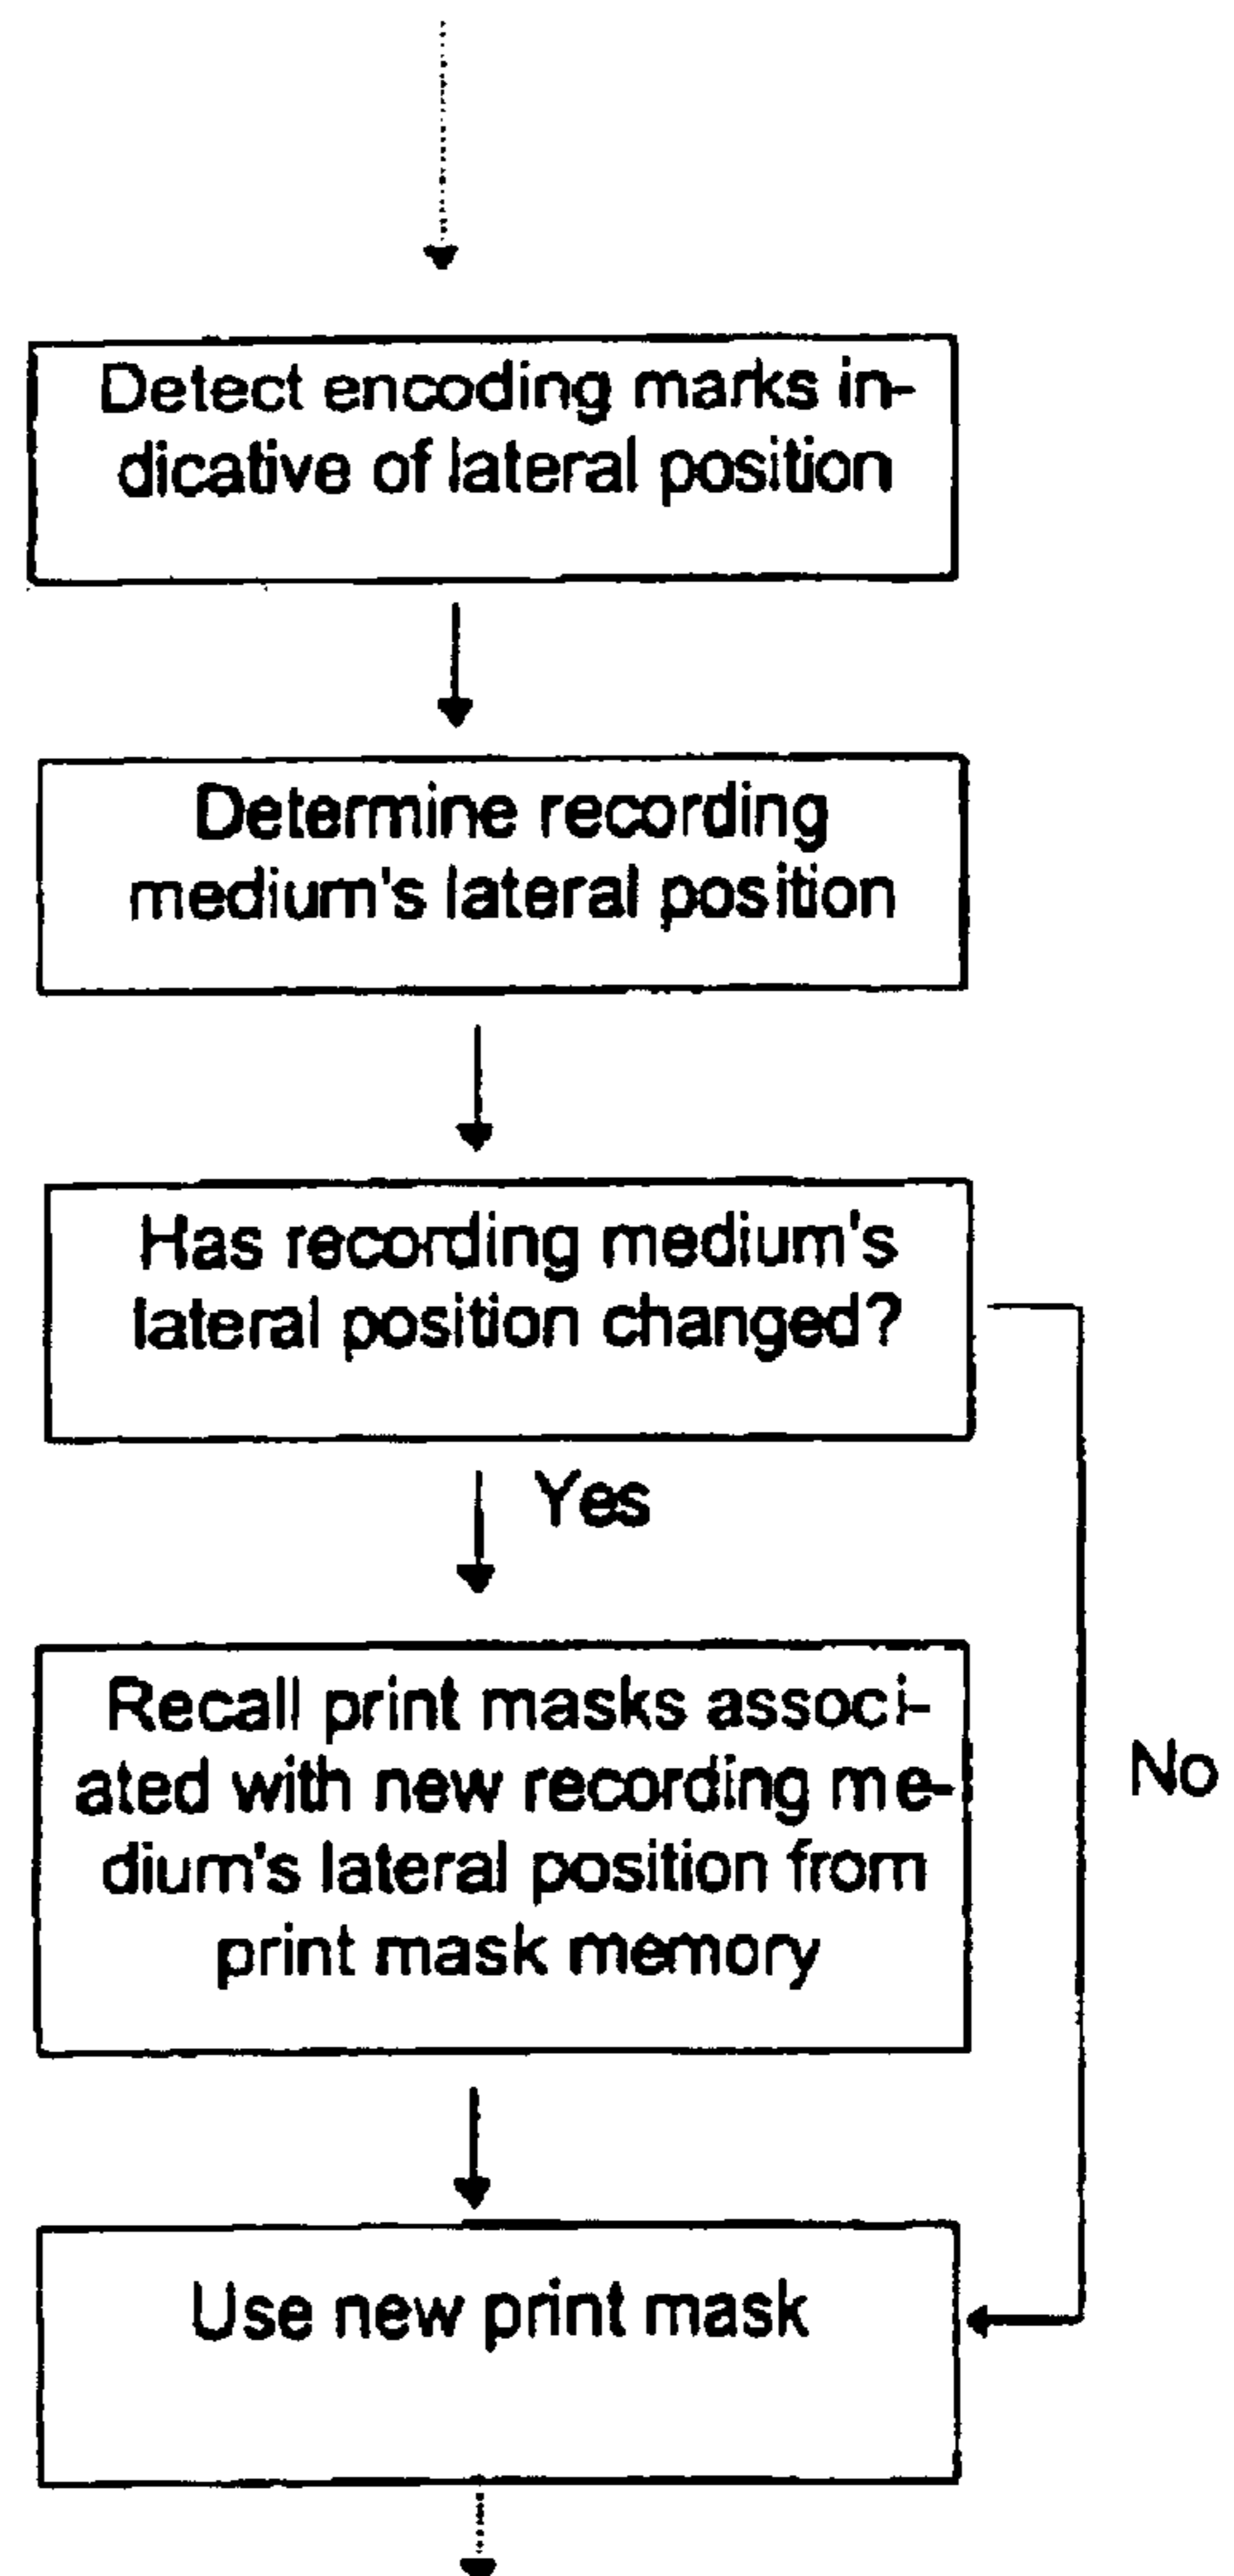 Detect encoding marks in-
dicative of lateral position
Determine recording
medium's lateral position
Has recording medium's
lateral position changed?
Yes
Recall print masks associ-
ated with new recording me-
dium's lateral position from
print mask memory
No
Use new print mask